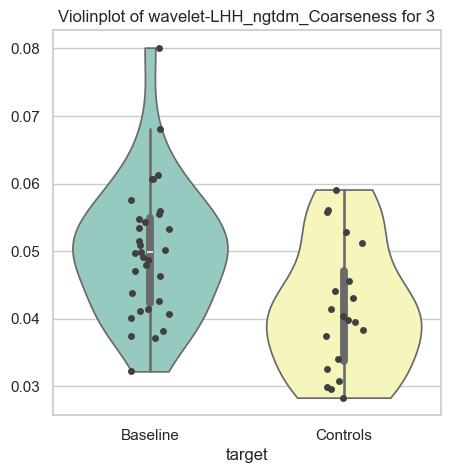 Violinplot of wavelet-LHH_ngtdm_Coarseness for 3
0.08
0.07
0.06
0.05
0.04
0.03
Baseline
Controls
target